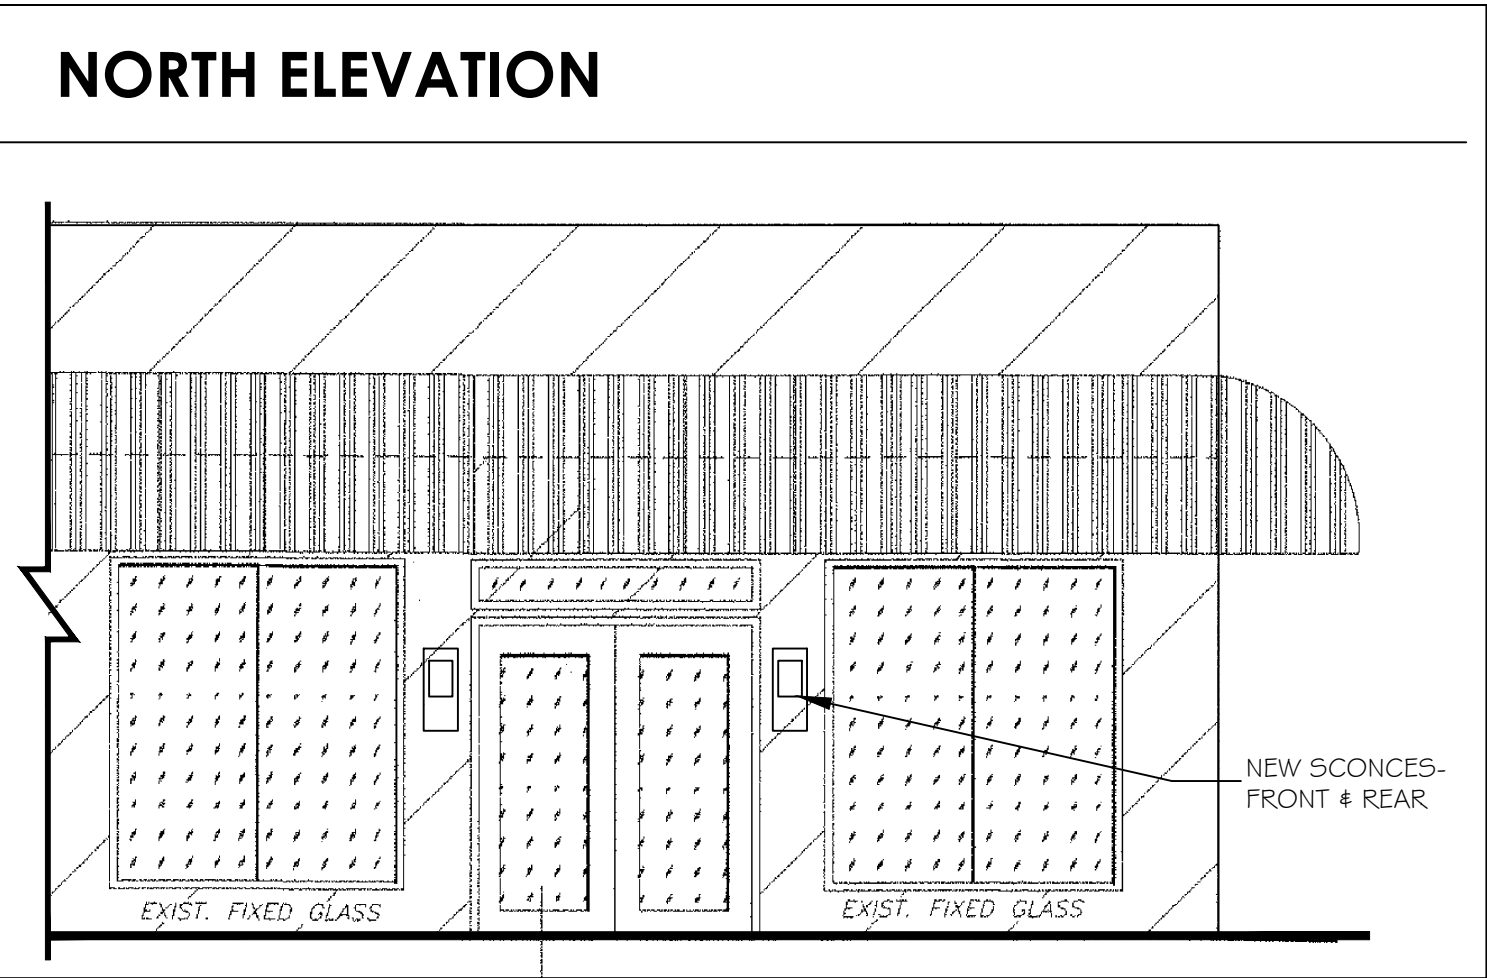 NORTH ELEVATION
NEW SCONCES-
FRONT & REAR
EXIST. FIXED GLASS
EXIST. FIXED GLASS